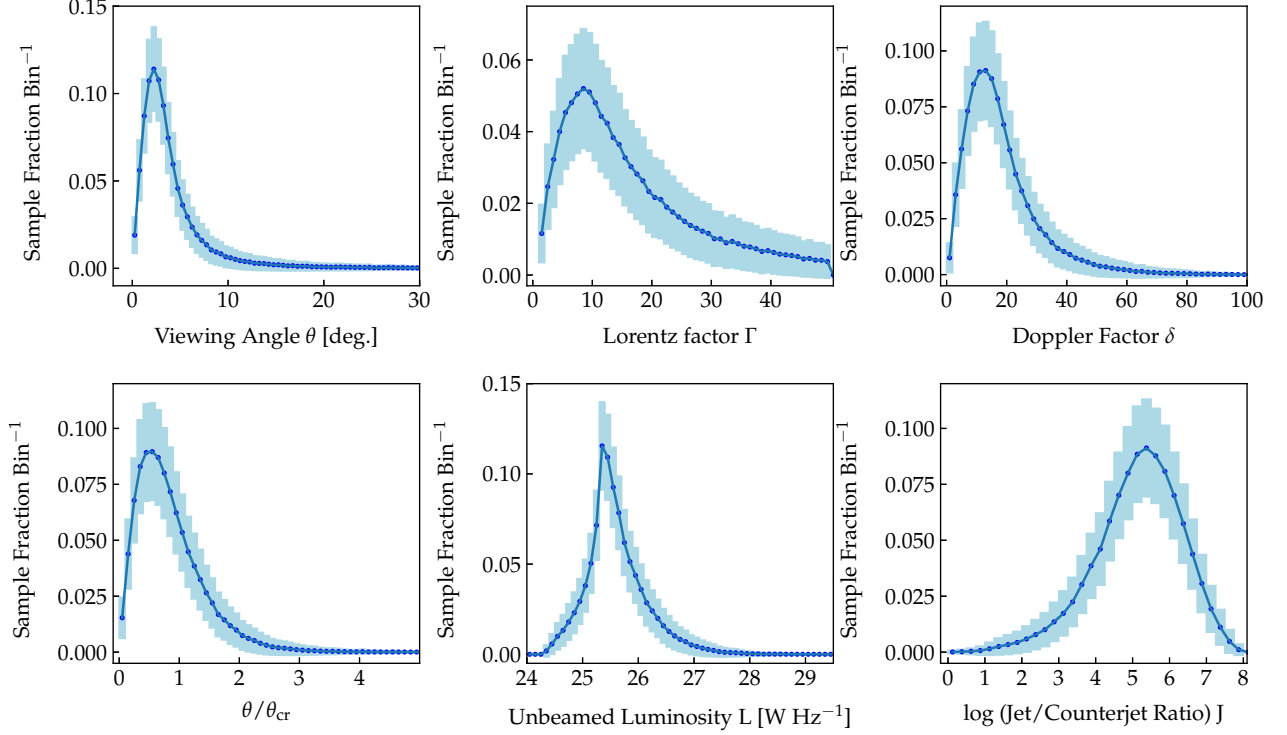 Sample Fraction Bin⁻¹
0.15
0.10
0.05
0.00
0 10 20 30
Viewing Angle θ [deg.]
Sample Fraction Bin⁻¹
0.06
0.04
0.02
0.00
0 10 20 30 40
Lorentz factor Γ
Sample Fraction Bin⁻¹
0.100
0.075
0.050
0.025
0.000
0 20 40 60 80 100
Doppler Factor δ
Sample Fraction Bin⁻¹
0.100
0.075
0.050
0.025
0.000
0 1 2 3 4
θ/θcr
Sample Fraction Bin⁻¹
0.15
0.10
0.05
0.00
24 25 26 27 28 29
Unbeamed Luminosity L [W Hz⁻¹]
Sample Fraction Bin⁻¹
0.100
0.075
0.050
0.025
0.000
0 1 2 3 4 5 6 7 8
log (Jet/Counterjet Ratio) J